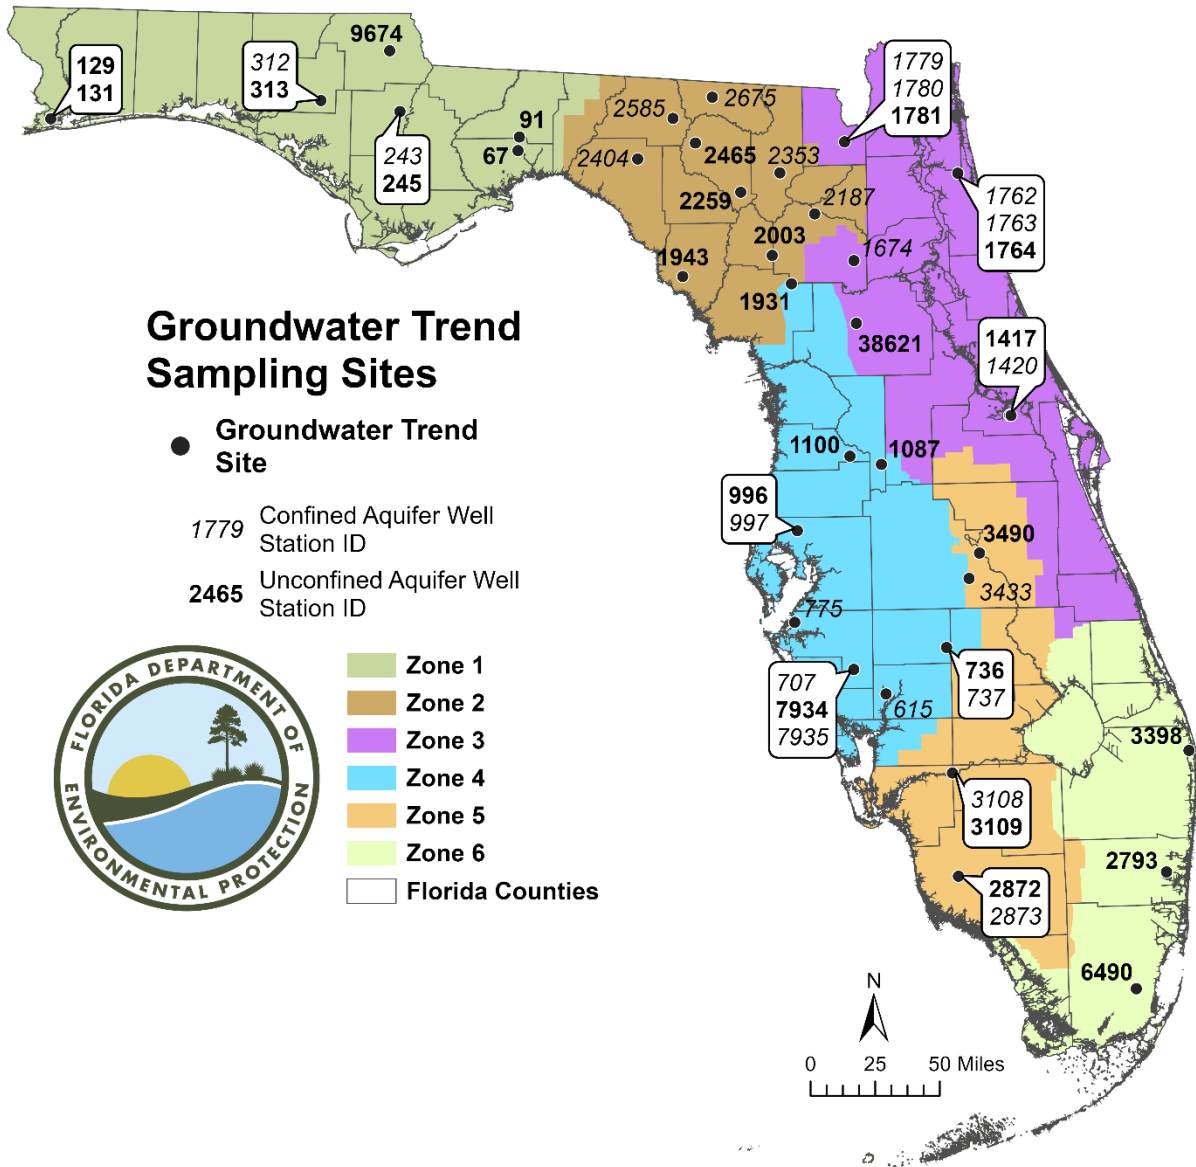 9674
129
131
312
313
91
67
243
245
2585
2675
2404
2465
2353
2259
2187
2003
1943
1674
1931
1779
1780
1781
1762
1763
1764
38621
1417
1420
Groundwater Trend
Sampling Sites
Groundwater Trend
Site
1779 Confined Aquifer Well
Station ID
2465 Unconfined Aquifer Well
Station ID
1100
1087
996
997
3490
3433
775
707
7934
7935
615
736
737
3398
3108
3109
2793
2872
2873
6490
FLORIDA DEPARTMENT OF
ENVIRONMENTAL PROTECTION
Zone 1
Zone 2
Zone 3
Zone 4
Zone 5
Zone 6
Florida Counties
N
0 25 50 Miles